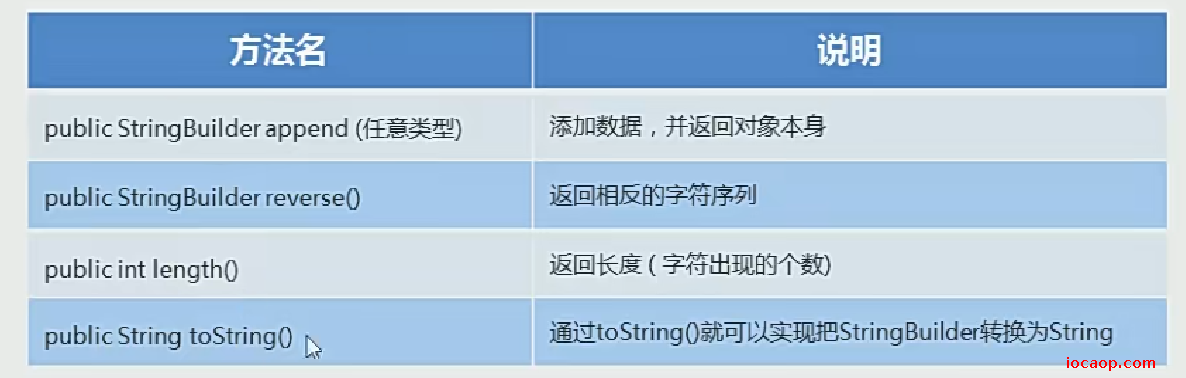 方法名 说明
public StringBuilder append (任意类型) 添加数据，并返回对象本身
public StringBuilder reverse() 返回相反的字符序列
public int length() 返回长度 ( 字符出现的个数)
public String toString() 通过toString()就可以实现把StringBuilder转换为String
iocaop.com